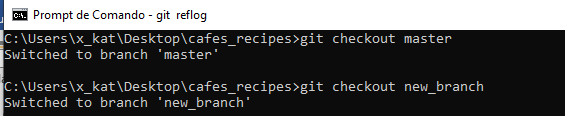 Prompt de Comando - git reflog
C:\Users\x_kat\Desktop\cafes_recipes>git checkout master
Switched to branch 'master'
C:\Users\x_kat\Desktop\cafes_recipes>git checkout new_branch
Switched to branch 'new_branch'